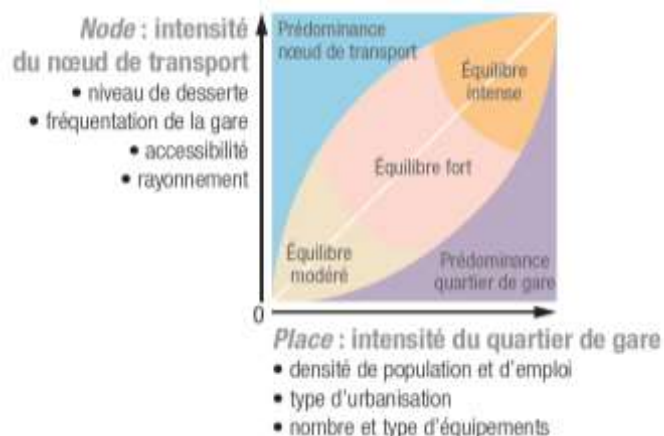 Node : intensité
du nœud de transport
• niveau de desserte
• fréquentation de la gare
• accessibilité
• rayonnement
Prédominance
nœud de transport
Équilibre
intense
Équilibre fort
Équilibre
modéré
Prédominance
quartier de gare
0
Place : intensité du quartier de gare
• densité de population et d'emploi
• type d'urbanisation
• nombre et type d'équipements